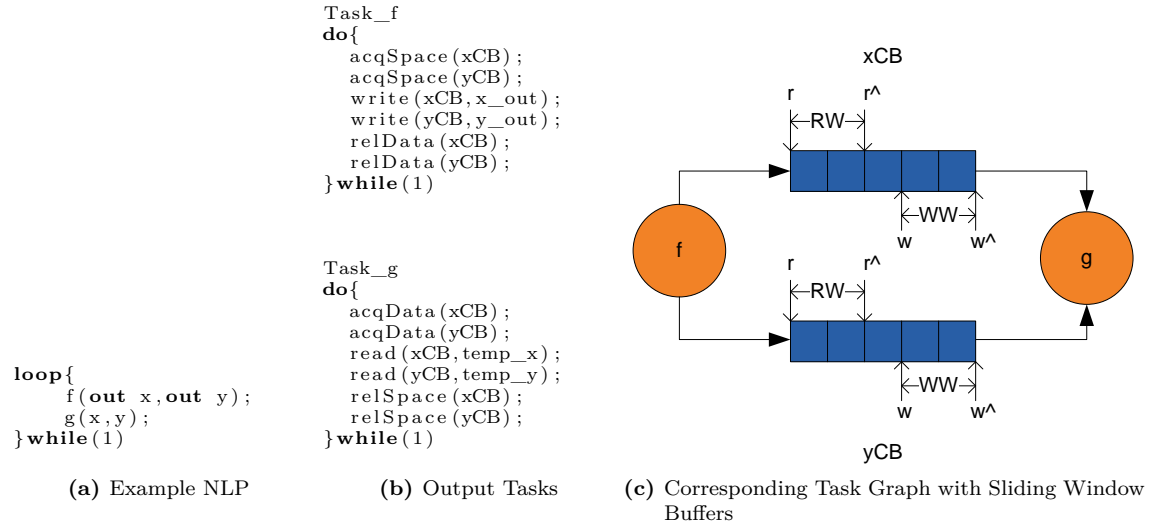 Task_f
do{
acqSpace(xCB);
acqSpace(yCB);
write(xCB,x_out);
write(yCB,y_out);
relData(xCB);
relData(yCB);
}while(1)
Task_g
do{
acqData(xCB);
acqData(yCB);
read(xCB,temp_x);
read(yCB,temp_y);
relSpace(xCB);
relSpace(yCB);
}while(1)
loop{
f(out x,out y);
g(x,y);
}while(1)
xCB
r r^
RW
WW
w w^
f
g
r r^
RW
WW
w w^
yCB
(a) Example NLP
(b) Output Tasks
(c) Corresponding Task Graph with Sliding Window
Buffers